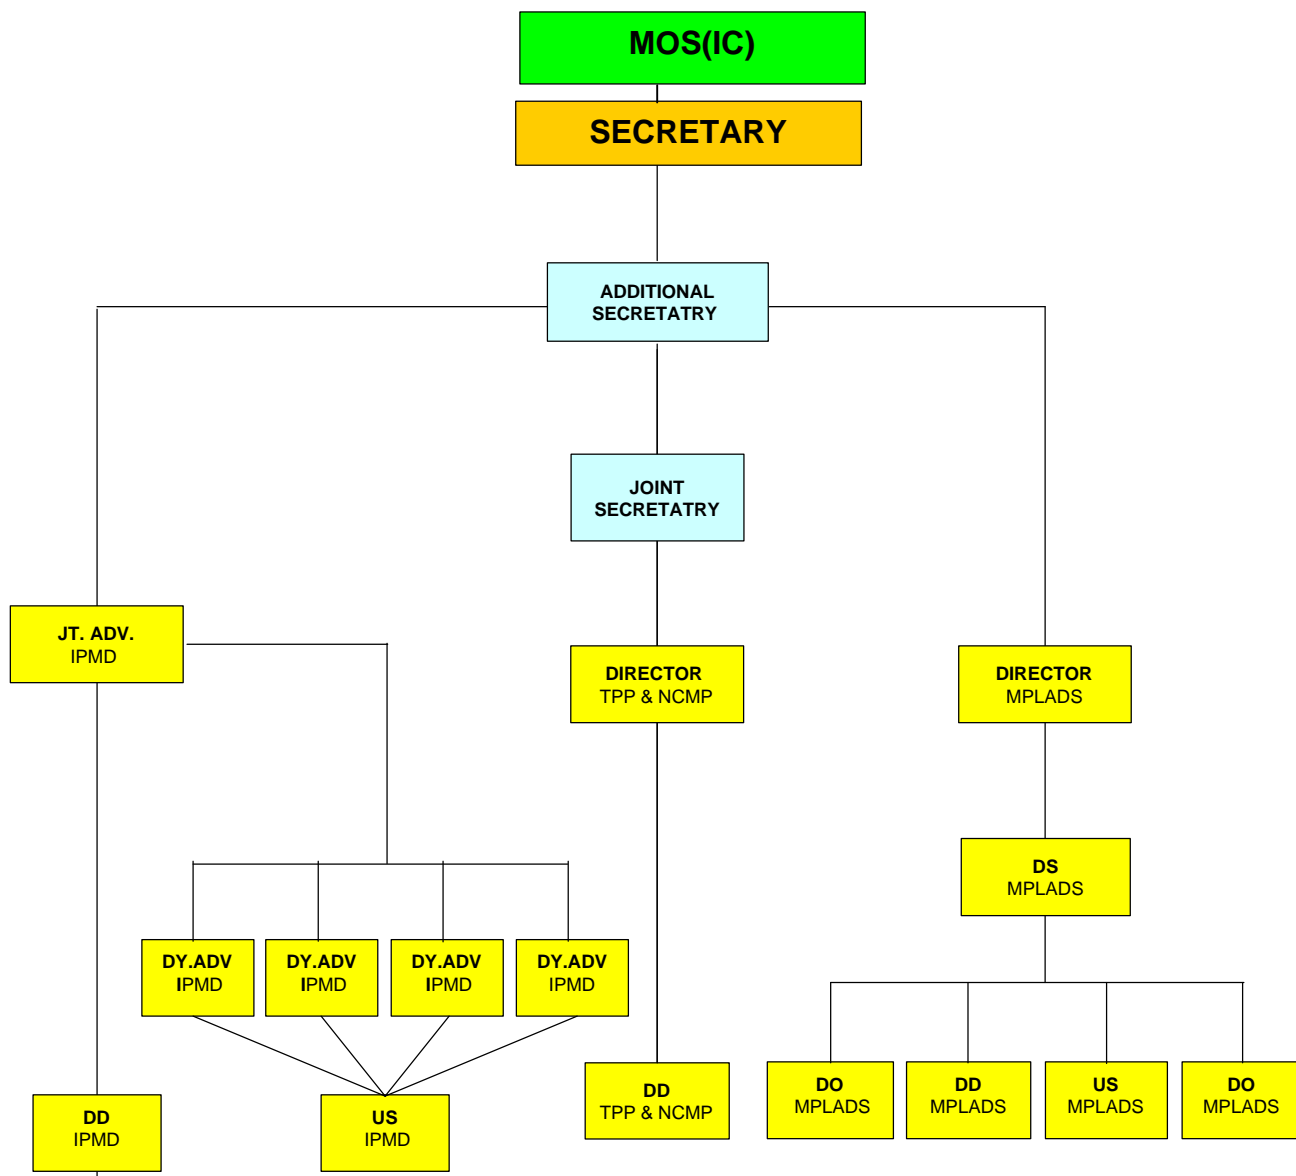 MOS(IC)
SECRETARY
ADDITIONAL
SECRETATRY
JOINT
SECRETATRY
JT. ADV.
IPMD
DIRECTOR
TPP & NCMP
DIRECTOR
MPLADS
DS
MPLADS
DY.ADV
IPMD
DY.ADV
IPMD
DY.ADV
IPMD
DY.ADV
IPMD
DD
IPMD
US
IPMD
DD
TPP & NCMP
DO
MPLADS
DD
MPLADS
US
MPLADS
DO
MPLADS